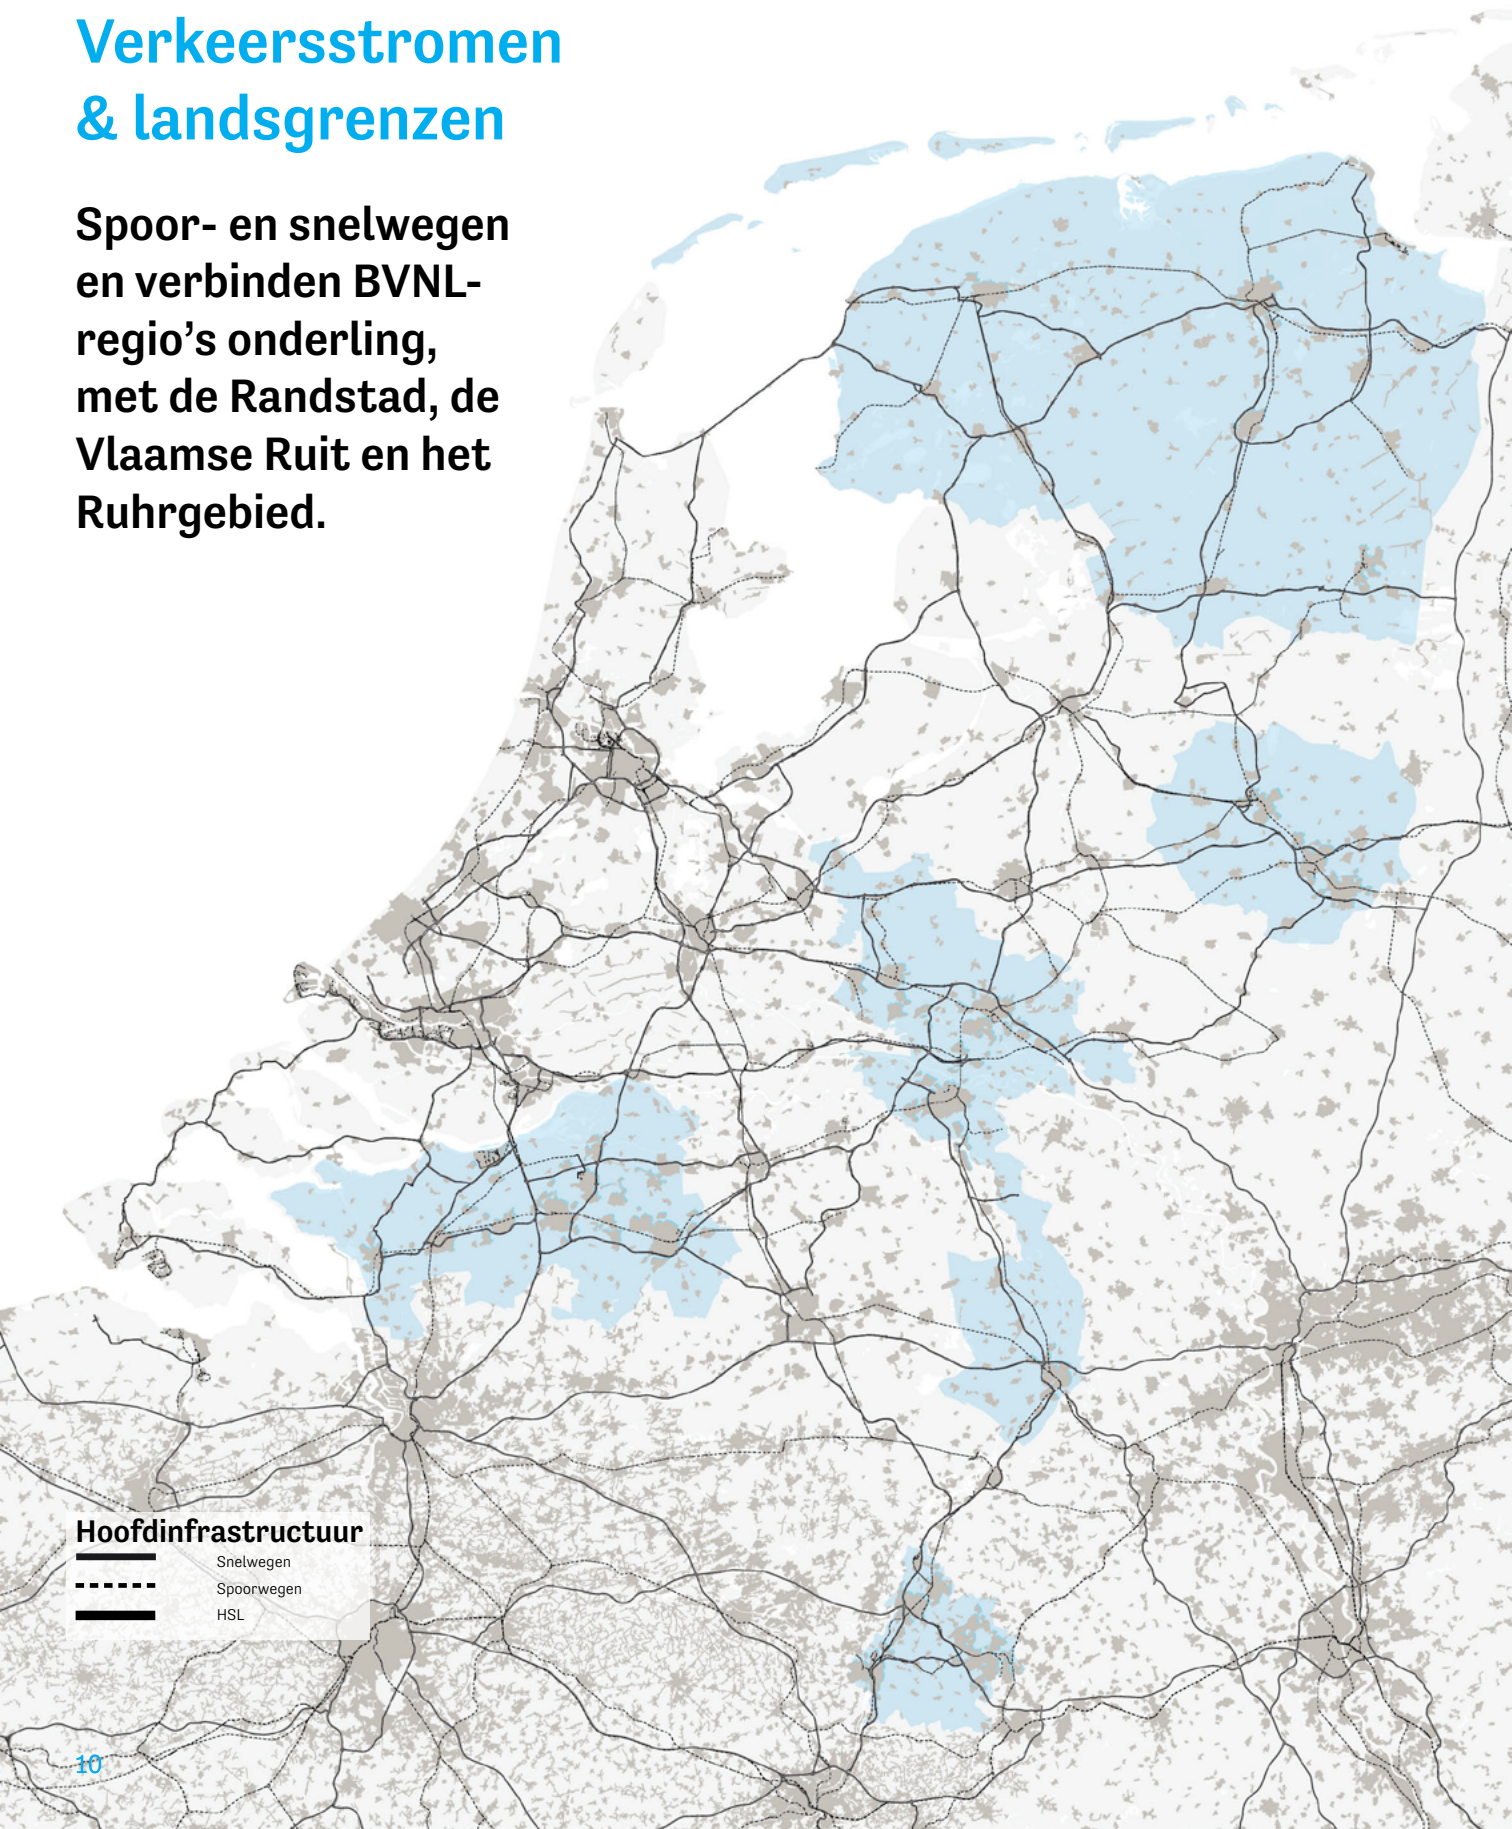 Verkeersstromen
& landsgrenzen
Spoor- en snelwegen
en verbinden BVNL-
regio’s onderling,
met de Randstad, de
Vlaamse Ruit en het
Ruhrgebied.
Hoofdinfrastructuur
Snelwegen
Spoorwegen
HSL
10